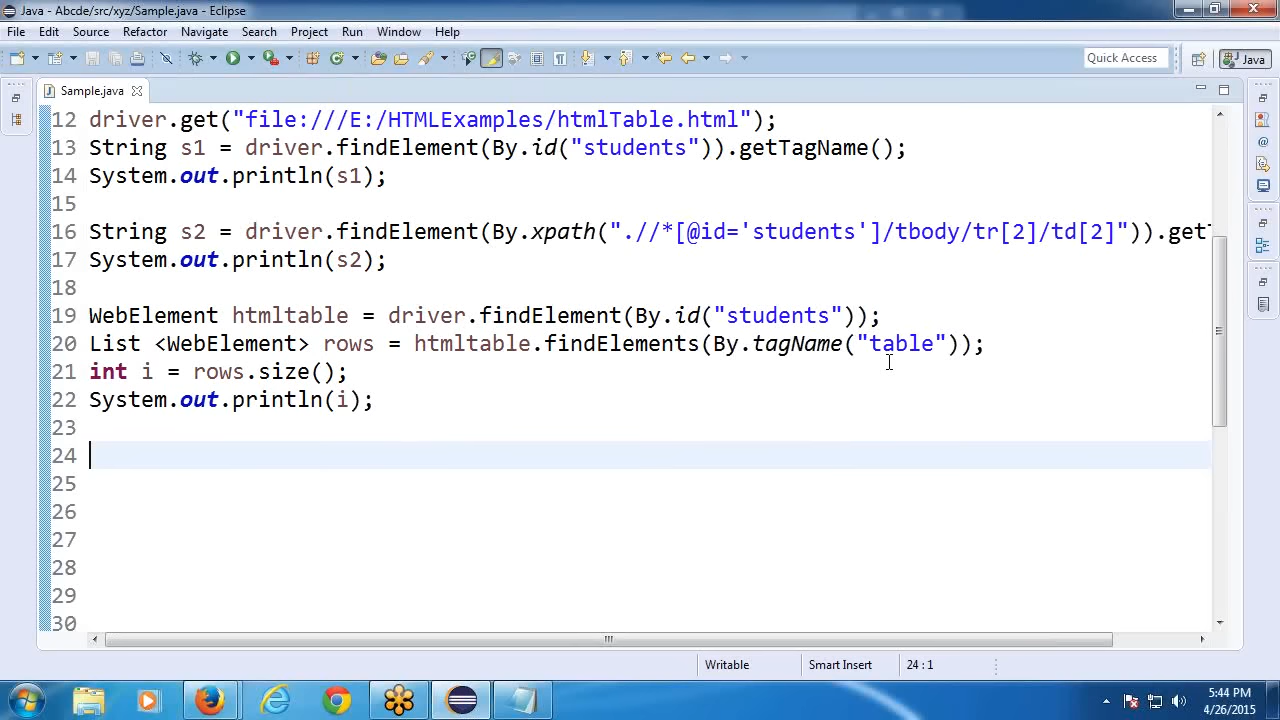 Java - Abcde/src/xyz/Sample.java - Eclipse
File Edit Source Refactor Navigate Search Project Run Window Help
Quick Access Java
Sample.java
12 driver.get("file:///E:/HTMLExamples/htmlTable.html");
13 String s1 = driver.findElement(By.id("students")).getTagName();
14 System.out.println(s1);
15
16 String s2 = driver.findElement(By.xpath(".//*[@id='students']/tbody/tr[2]/td[2]")).get
17 System.out.println(s2);
18
19 WebElement htmltable = driver.findElement(By.id("students"));
20 List <WebElement> rows = htmltable.findElements(By.tagName("table"));
21 int i = rows.size();
22 System.out.println(i);
23
24
25
26
27
28
29
30
Writable Smart Insert 24 : 1
5:44 PM
4/26/2015